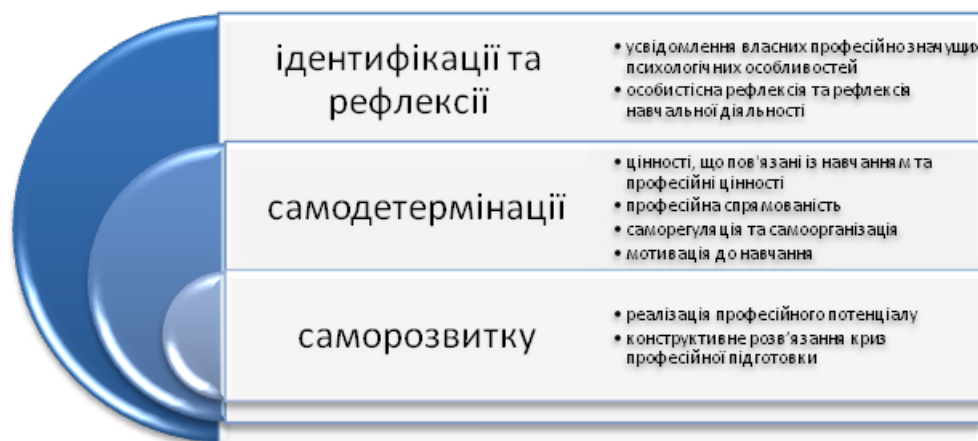 ідентифікації та
рефлексії
• усвідомлення власних професійно значущих
психологічних особливостей
• особистісна рефлексія та рефлексія
навчальної діяльності
самодетермінації
• цінності, що пов'язані із навчанням та
професійні цінності
• професійна спрямованість
• саморегуляція та самоорганізація
• мотивація до навчання
саморозвитку
• реалізація професійного потенціалу
• конструктивне розв'язання криз
професійної підготовки